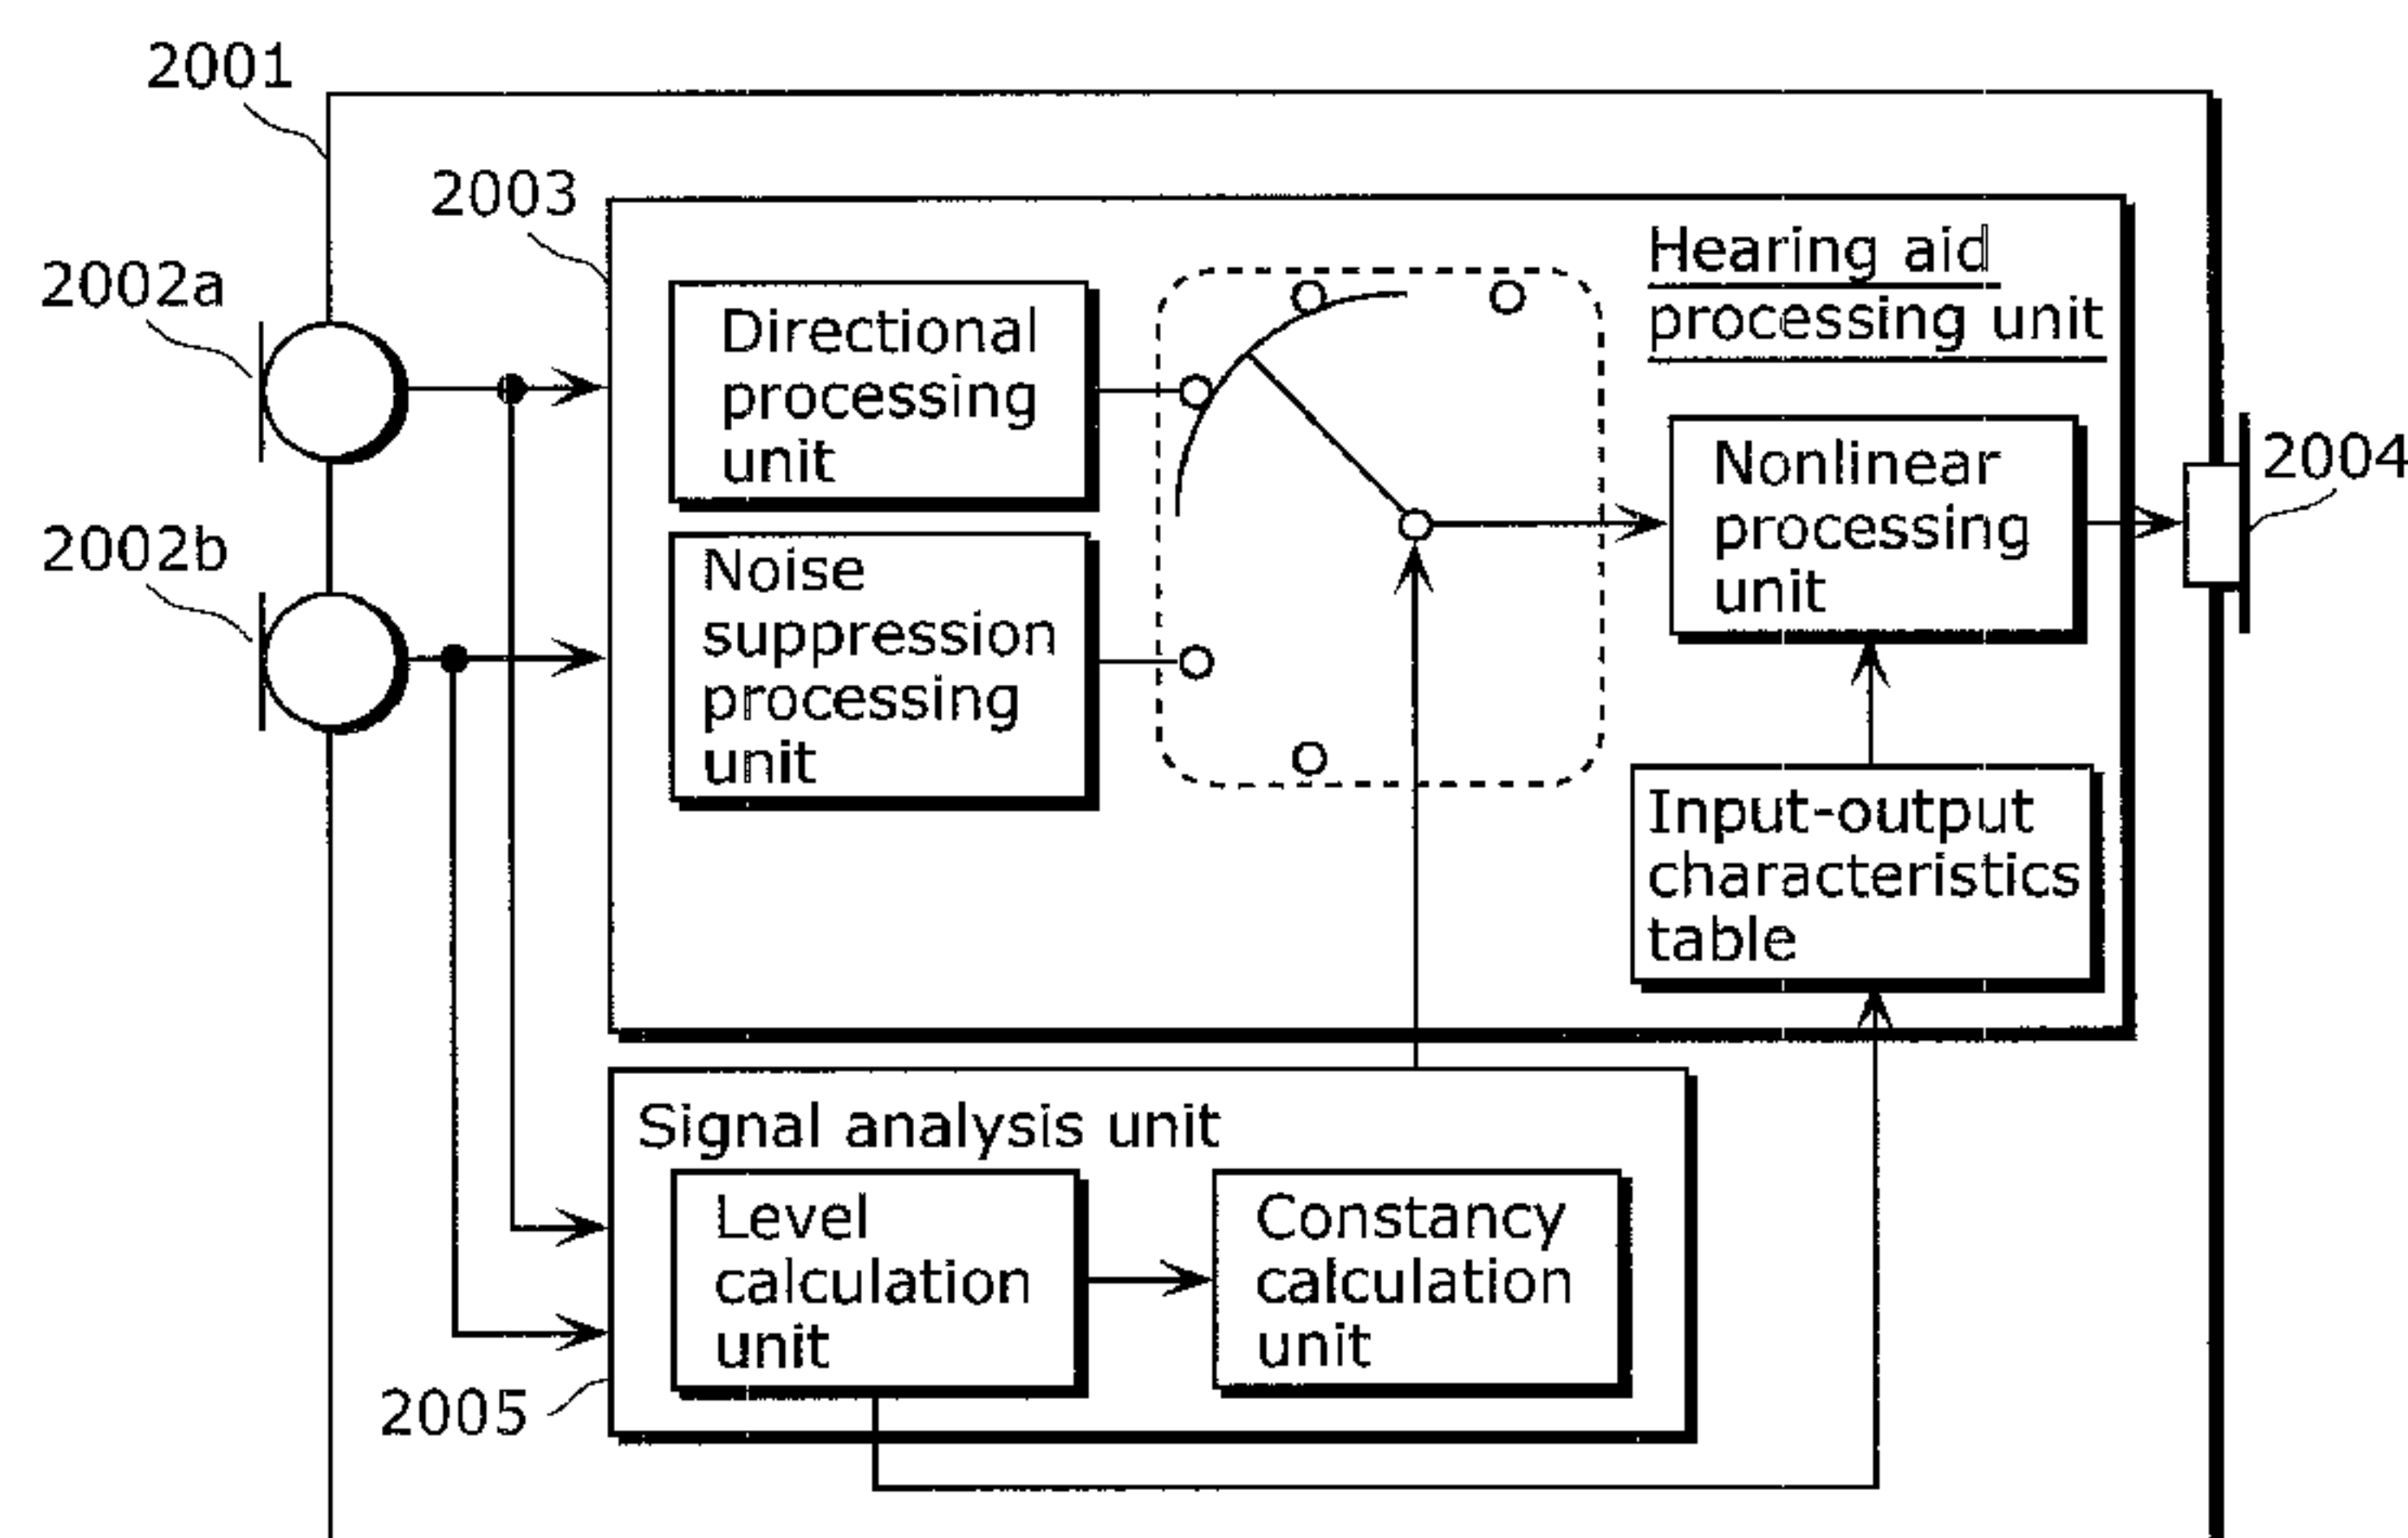 2001
2003
Hearing aid
processing unit
2002a
Directional
processing
unit
2004
Nonlinear
processing
unit
2002b
Noise
suppression
processing
unit
Input-output
characteristics
table
Signal analysis unit
Level
calculation
unit
Constancy
calculation
unit
2005